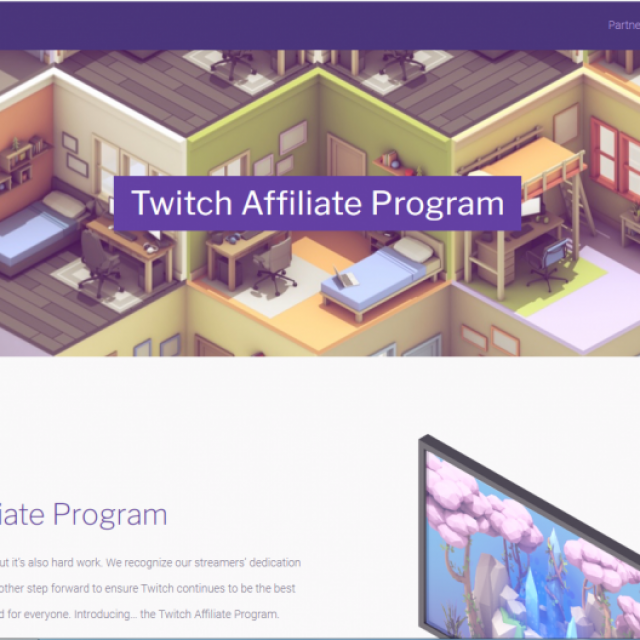 Partne
Twitch Affiliate Program
iate Program
ut it's also hard work. We recognize our streamers' dedication
other step forward to ensure Twitch continues to be the best
d for everyone. Introducing... the Twitch Affiliate Program.